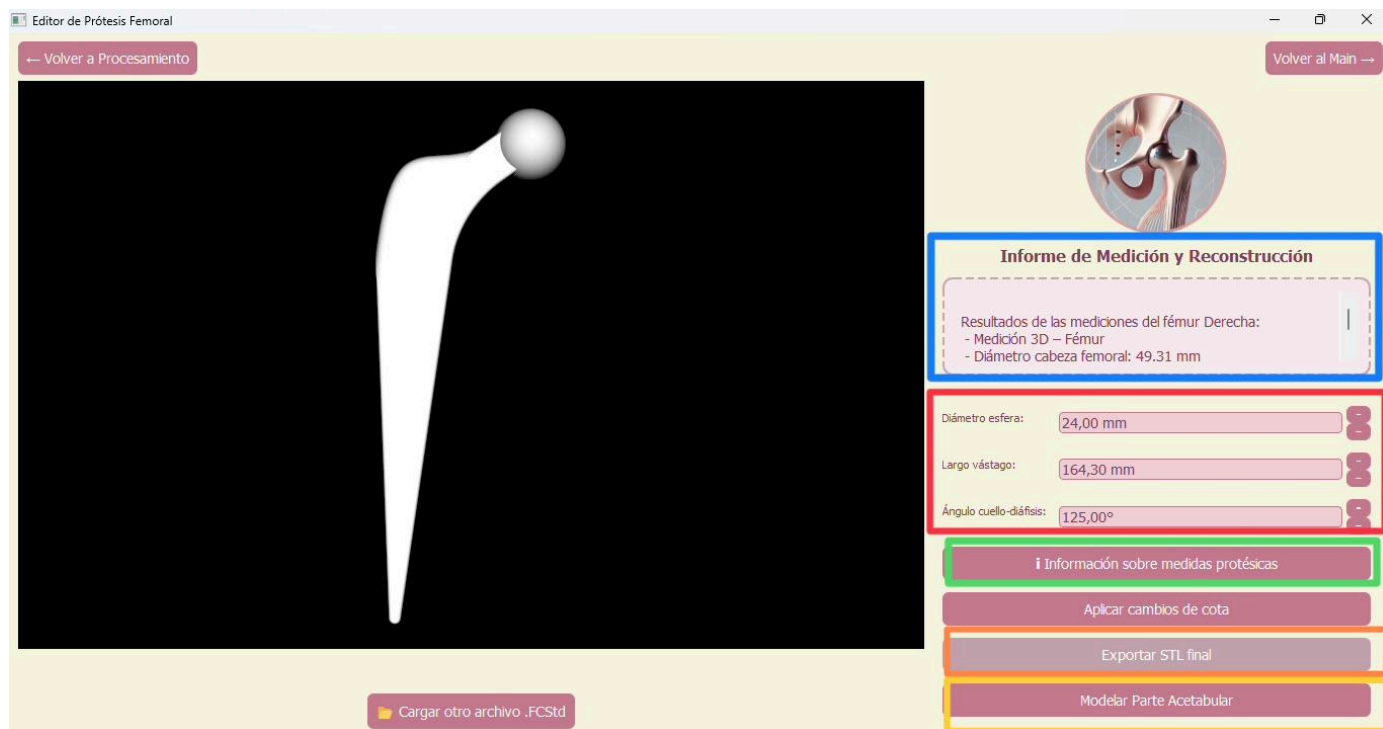 Editor de Prótesis Femoral
← Volver a Procesamiento
Volver al Main →
Informe de Medición y Reconstrucción
Resultados de las mediciones del fémur Derecha:
- Medición 3D – Fémur
- Diámetro cabeza femoral: 49.31 mm
Diámetro esfera:
24,00 mm
Largo vástago:
164,30 mm
Ángulo cuello-diáfisis:
125,00°
ℹ Información sobre medidas protésicas
Aplicar cambios de cota
Exportar STL final
Modelar Parte Acetabular
Cargar otro archivo .FCStd